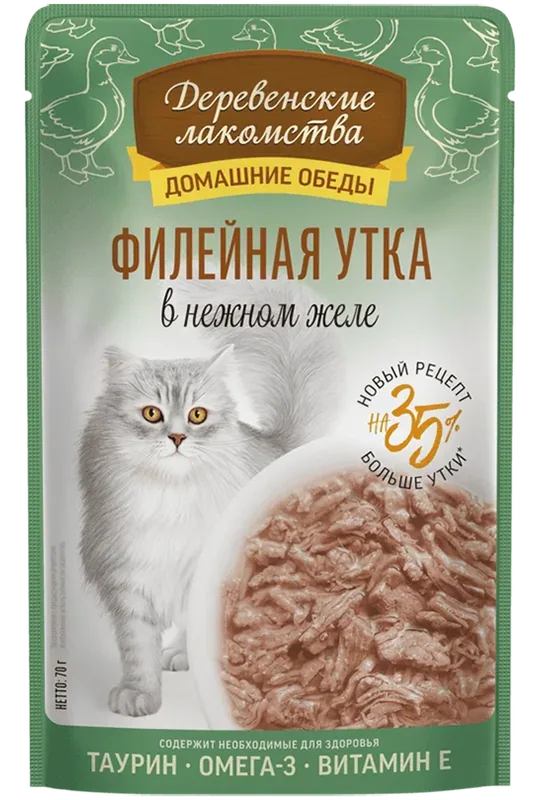 Деревенские
лакомства
ДОМАШНИЕ ОБЕДЫ
ФИЛЕЙНАЯ УТКА
в нежном желе
НОВЫЙ РЕЦЕПТ
НА 35%
БОЛЬШЕ УТКИ*
НЕТТО: 70 г
СОДЕРЖИТ НЕОБХОДИМЫЕ ДЛЯ ЗДОРОВЬЯ
ТАУРИН · ОМЕГА-3 · ВИТАМИН Е